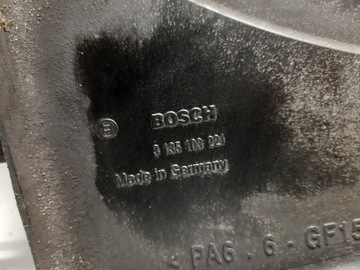 BOSCH
Made in Germany
< PA6.6-GF15